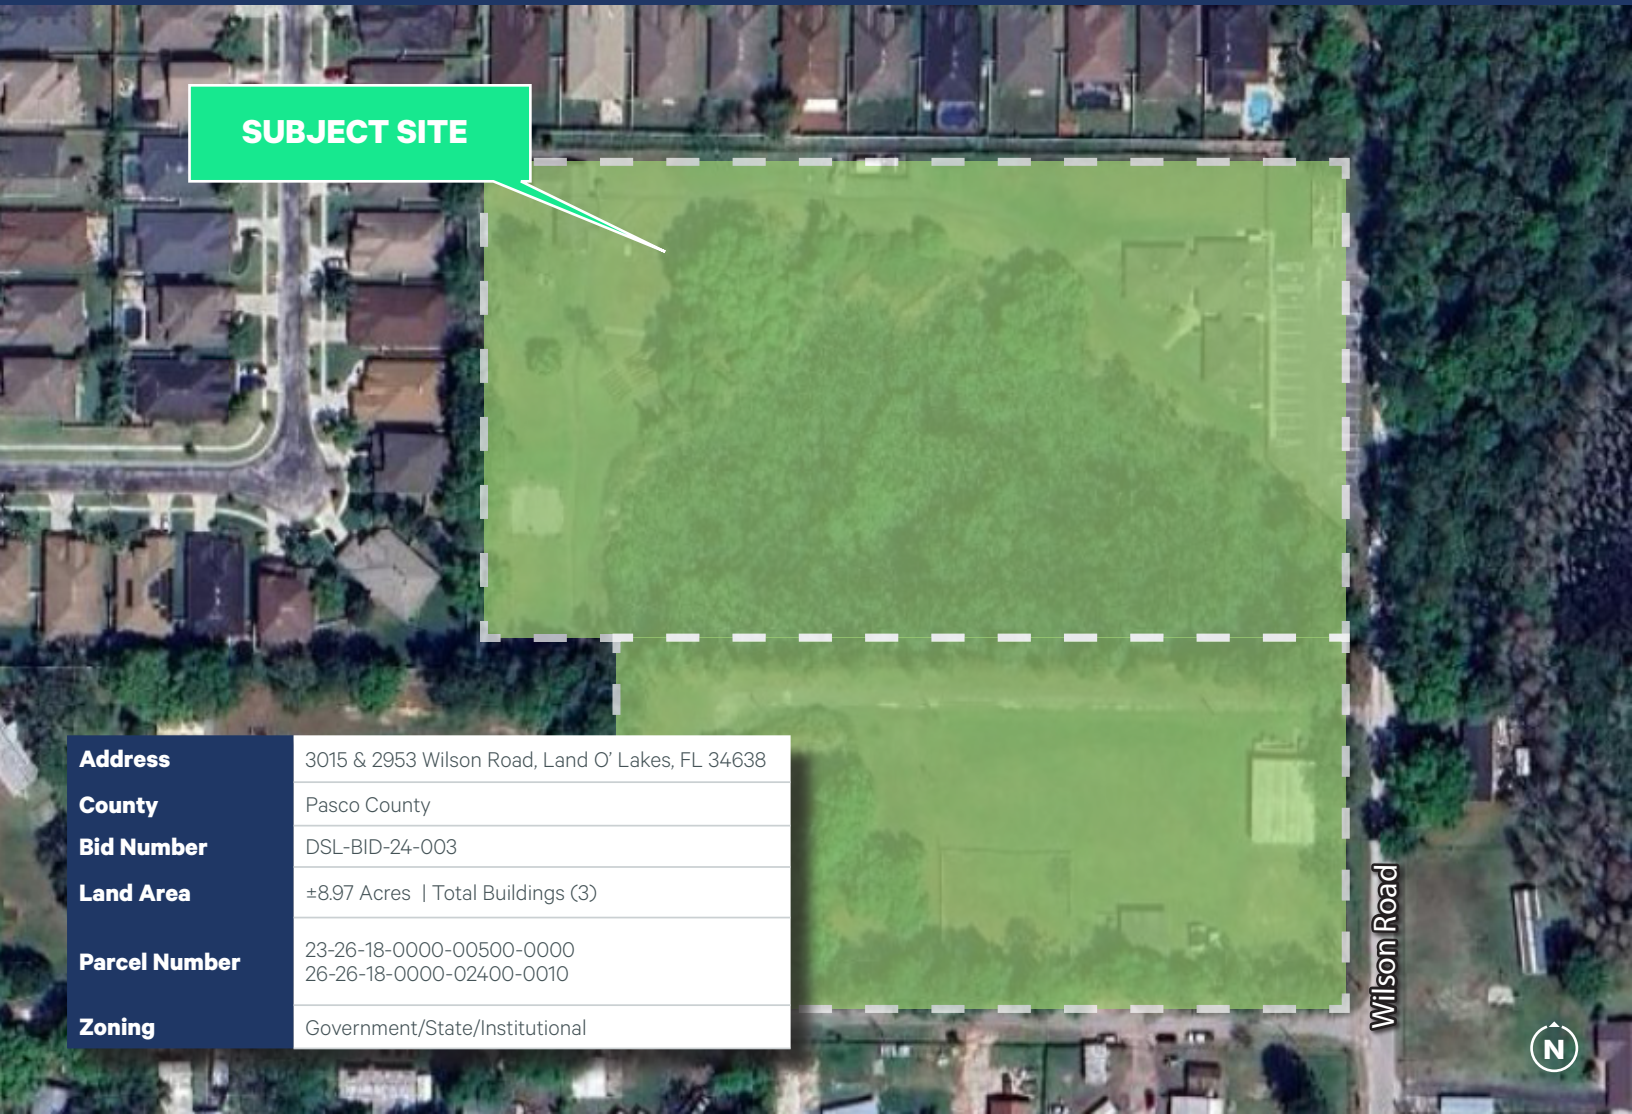 SUBJECT SITE
Address 3015 & 2953 Wilson Road, Land O' Lakes, FL 34638
County Pasco County
Bid Number DSL-BID-24-003
Land Area ±8.97 Acres | Total Buildings (3)
Parcel Number 23-26-18-0000-00500-0000
26-26-18-0000-02400-0010
Zoning Government/State/Institutional
Wilson Road
N